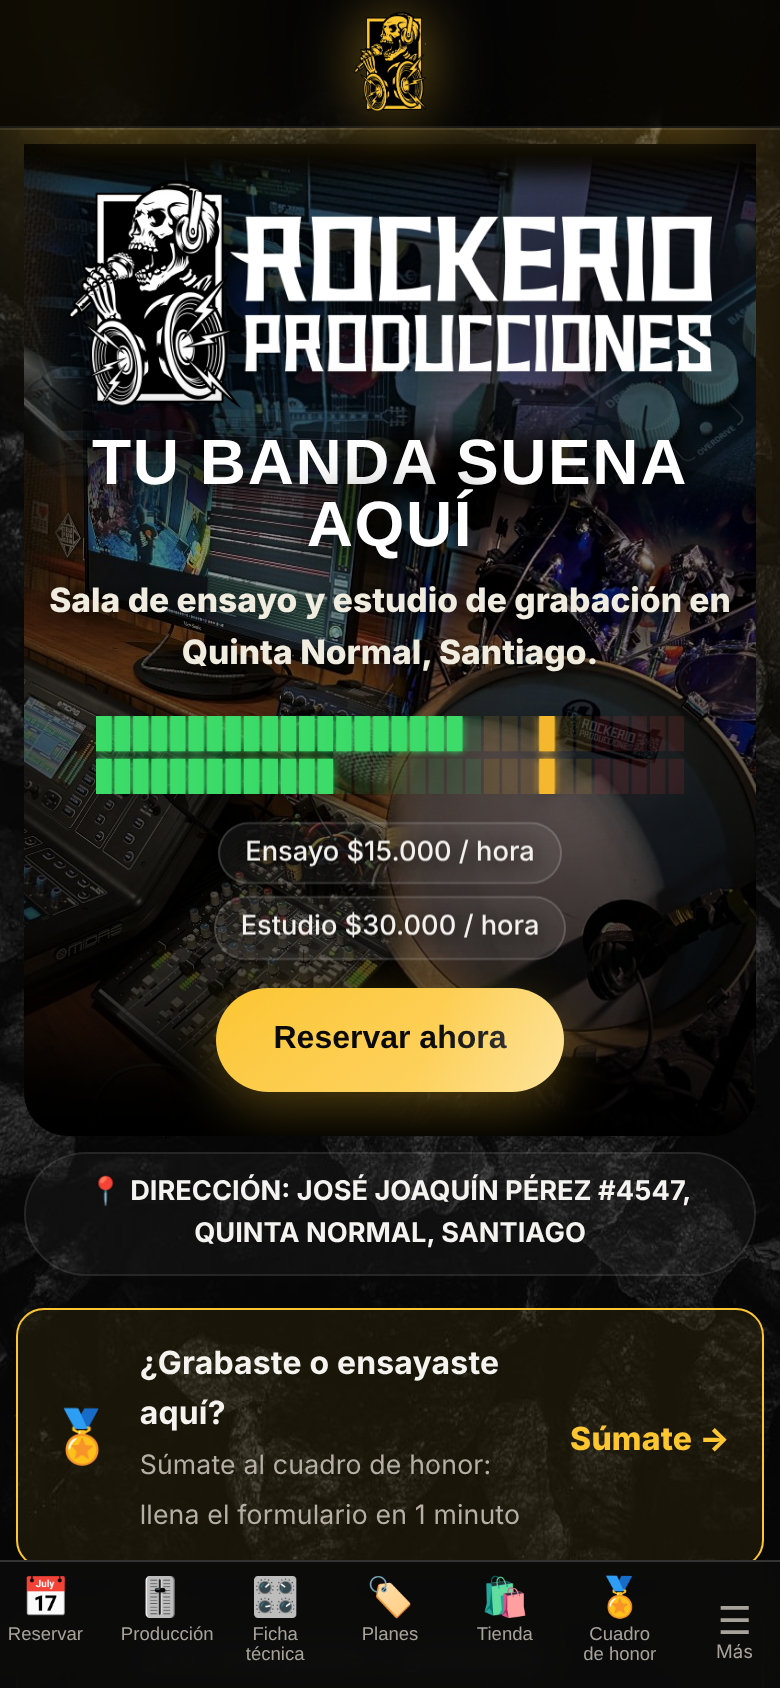 ROCKERIO
PRODUCCIONES
TU BANDA SUENA
AQUÍ
Sala de ensayo y estudio de grabación en
Quinta Normal, Santiago.
ROCKERIO
Ensayo $15.000 / hora
Estudio $30.000 / hora
MIDAS
OVERDRIVE
Reservar ahora
📍 DIRECCIÓN: JOSÉ JOAQUÍN PÉREZ #4547,
QUINTA NORMAL, SANTIAGO
¿Grabaste o ensayaste
aquí?
Súmate al cuadro de honor:
llena el formulario en 1 minuto
Súmate →
July
17
Reservar
Producción
Ficha
técnica
Planes
Tienda
Cuadro
de honor
Más